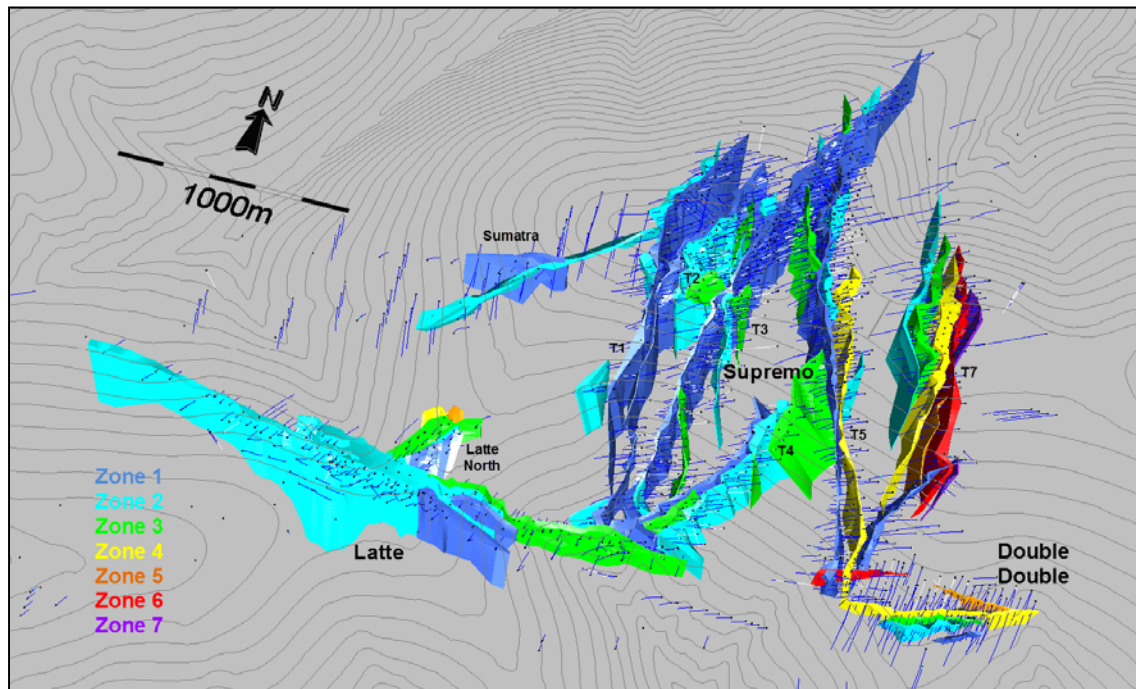 N
1000m
Sumatra
T2
T3
T1
Supremo
T7
Latte
North
T4
T5
Zone 1
Zone 2
Zone 3
Zone 4
Zone 5
Zone 6
Zone 7
Latte
Double
Double